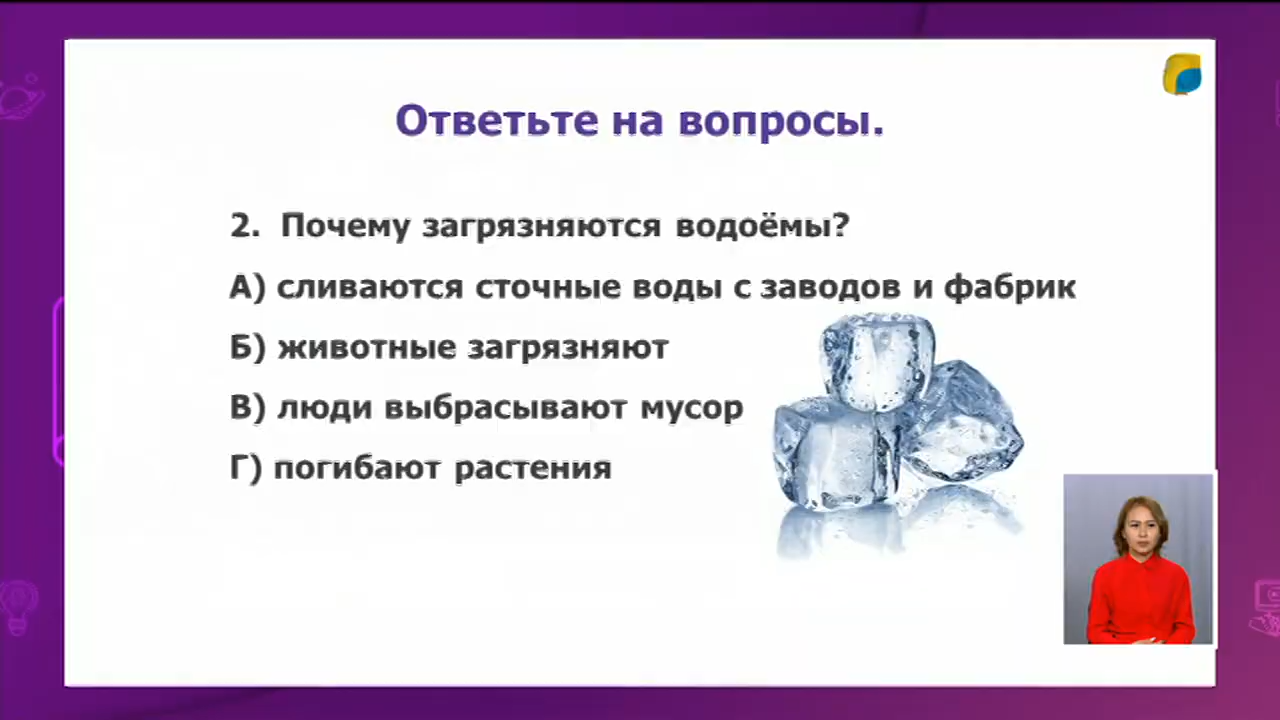 Ответьте на вопросы.
2. Почему загрязняются водоёмы?
А) сливаются сточные воды с заводов и фабрик
Б) животные загрязняют
В) люди выбрасывают мусор
Г) погибают растения